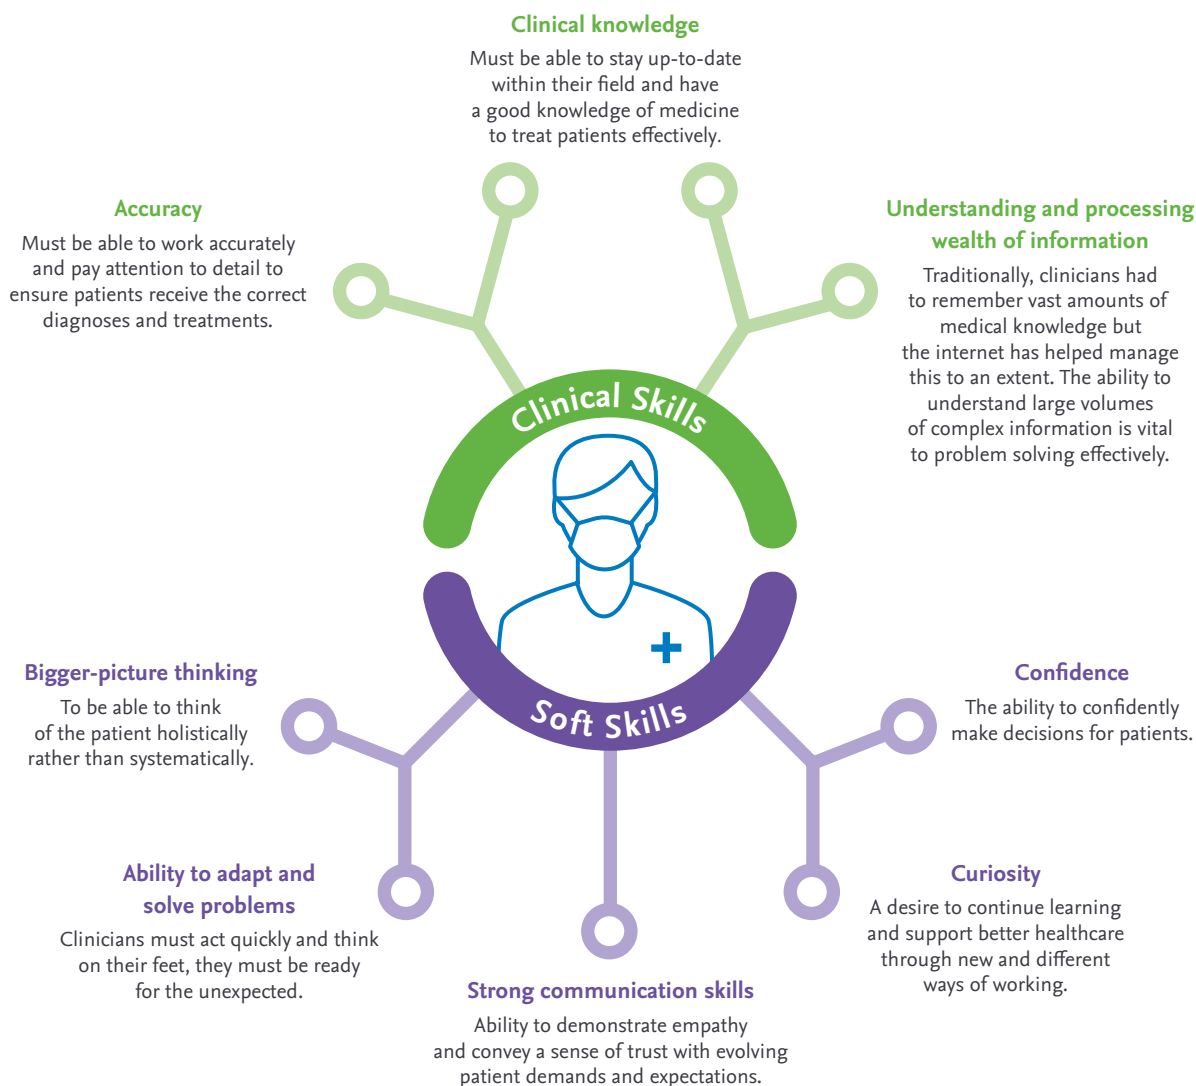 Clinical knowledge
Must be able to stay up-to-date
within their field and have
a good knowledge of medicine
to treat patients effectively.
Accuracy
Must be able to work accurately
and pay attention to detail to
ensure patients receive the correct
diagnoses and treatments.
Understanding and processing
wealth of information
Traditionally, clinicians had
to remember vast amounts of
medical knowledge but
the internet has helped manage
this to an extent. The ability to
understand large volumes
of complex information is vital
to problem solving effectively.
Clinical Skills
Soft Skills
Bigger-picture thinking
To be able to think
of the patient holistically
rather than systematically.
Confidence
The ability to confidently
make decisions for patients.
Ability to adapt and
solve problems
Clinicians must act quickly and think
on their feet, they must be ready
for the unexpected.
Curiosity
A desire to continue learning
and support better healthcare
through new and different
ways of working.
Strong communication skills
Ability to demonstrate empathy
and convey a sense of trust with evolving
patient demands and expectations.